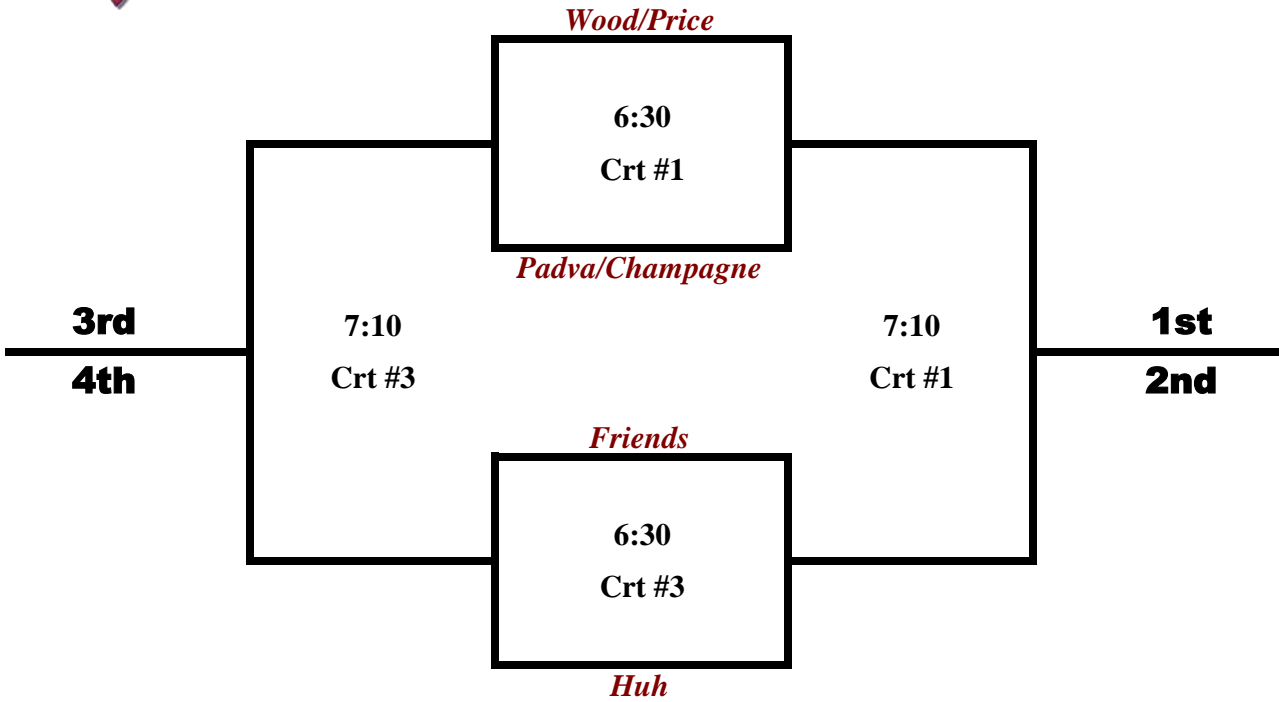 Wood/Price
6:30
Crt #1
Padva/Champagne
3rd
4th
7:10
Crt #3
7:10
Crt #1
1st
2nd
Friends
6:30
Crt #3
Huh